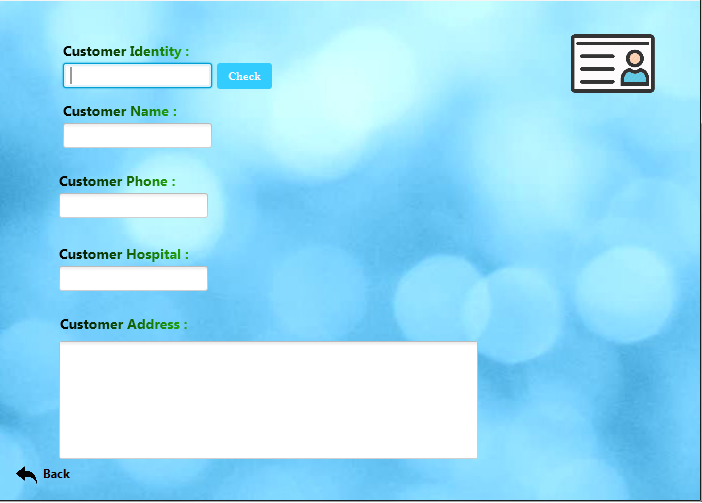 Customer Identity :
Check
Customer Name :
Customer Phone :
Customer Hospital :
Customer Address :
Back